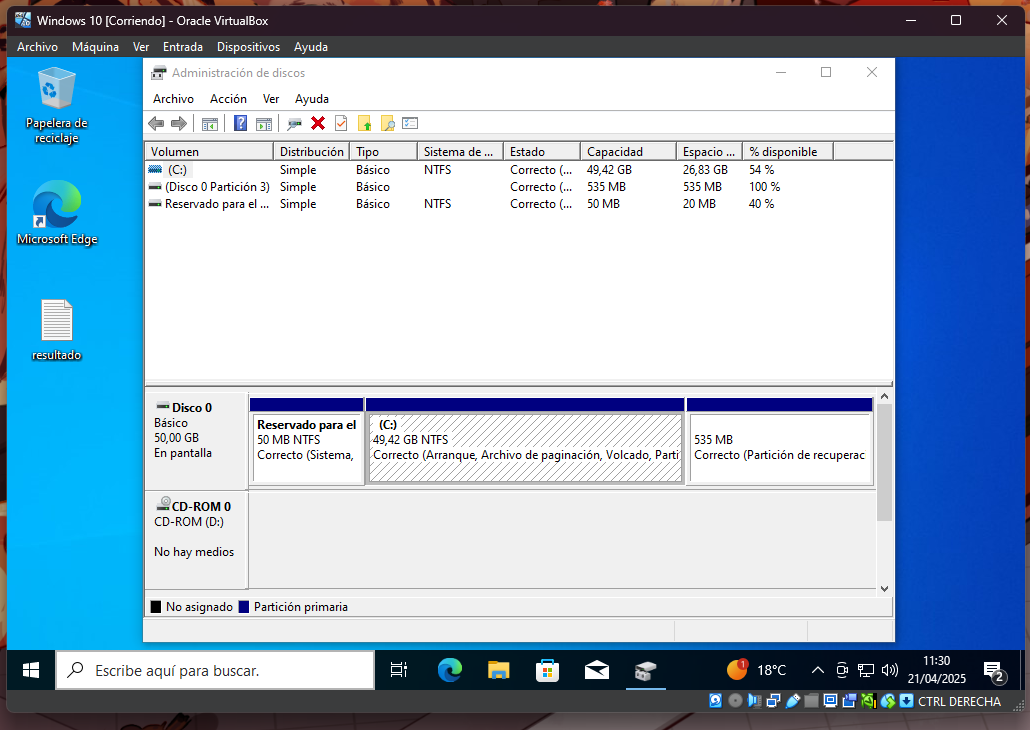 Windows 10 [Corriendo] - Oracle VirtualBox
Archivo Máquina Ver Entrada Dispositivos Ayuda
Papelera de
reciclaje
Microsoft Edge
resultado
Administración de discos
Archivo Acción Ver Ayuda
Volumen Distribución Tipo Sistema de ... Estado Capacidad Espacio ... % disponible
(C:) Simple Básico NTFS Correcto (... 49,42 GB 26,83 GB 54 %
(Disco 0 Partición 3) Simple Básico Correcto (... 535 MB 535 MB 100 %
Reservado para el ... Simple Básico NTFS Correcto (... 50 MB 20 MB 40 %
Disco 0
Básico
50,00 GB
En pantalla
Reservado para el
50 MB NTFS
Correcto (Sistema,
(C:)
49,42 GB NTFS
Correcto (Arranque, Archivo de paginación, Volcado, Parti
535 MB
Correcto (Partición de recuperac
CD-ROM 0
CD-ROM (D:)
No hay medios
No asignado Partición primaria
Escribe aquí para buscar.
1
18°C
11:30
21/04/2025
2
CTRL DERECHA